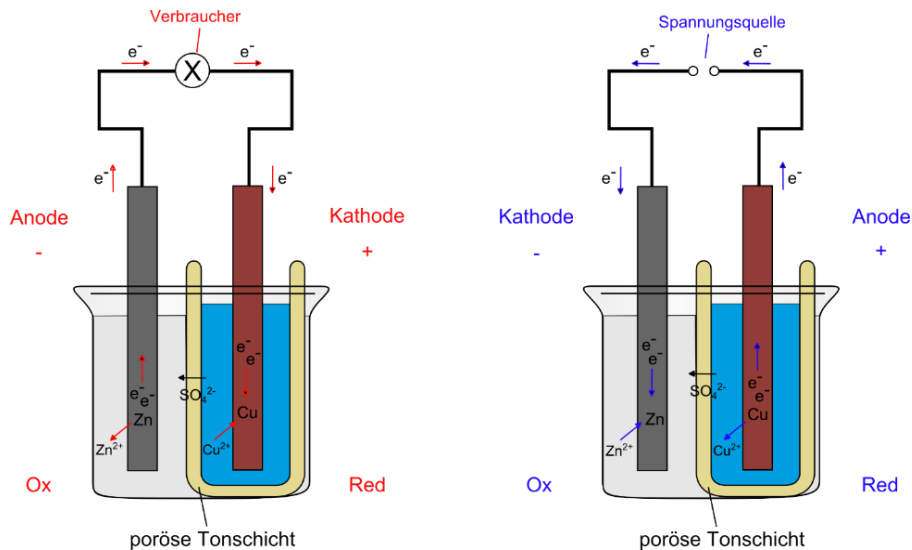 Verbraucher
e⁻ e⁻
X
e⁻ e⁻
Anode Kathode
- +
e⁻
e⁻
e⁻e⁻
SO₄²⁻
Zn Cu
Zn²⁺ Cu²⁺
Ox Red
poröse Tonschicht
Spannungsquelle
e⁻ e⁻
e⁻ e⁻
Kathode Anode
- +
e⁻
e⁻
e⁻
e⁻
SO₄²⁻
Zn Cu
Zn²⁺ Cu²⁺
Ox Red
poröse Tonschicht